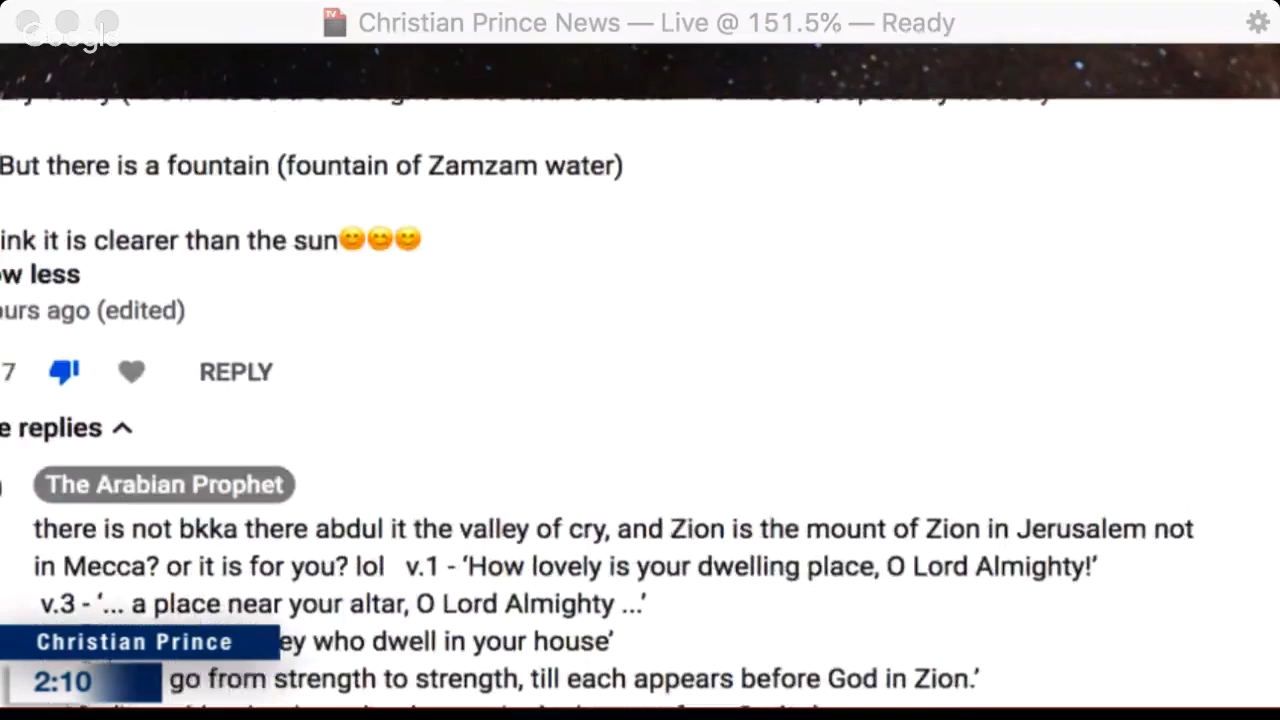 Christian Prince News — Live @ 151.5% — Ready
Google
But there is a fountain (fountain of Zamzam water)
ink it is clearer than the sun😊😊😊
ow less
ours ago (edited)
7 REPLY
e replies
The Arabian Prophet
there is not bkka there abdul it the valley of cry, and Zion is the mount of Zion in Jerusalem not
in Mecca? or it is for you? lol v.1 - ‘How lovely is your dwelling place, O Lord Almighty!’
v.3 - ‘... a place near your altar, O Lord Almighty ...’
Christian Prince
ey who dwell in your house’
2:10
go from strength to strength, till each appears before God in Zion.’